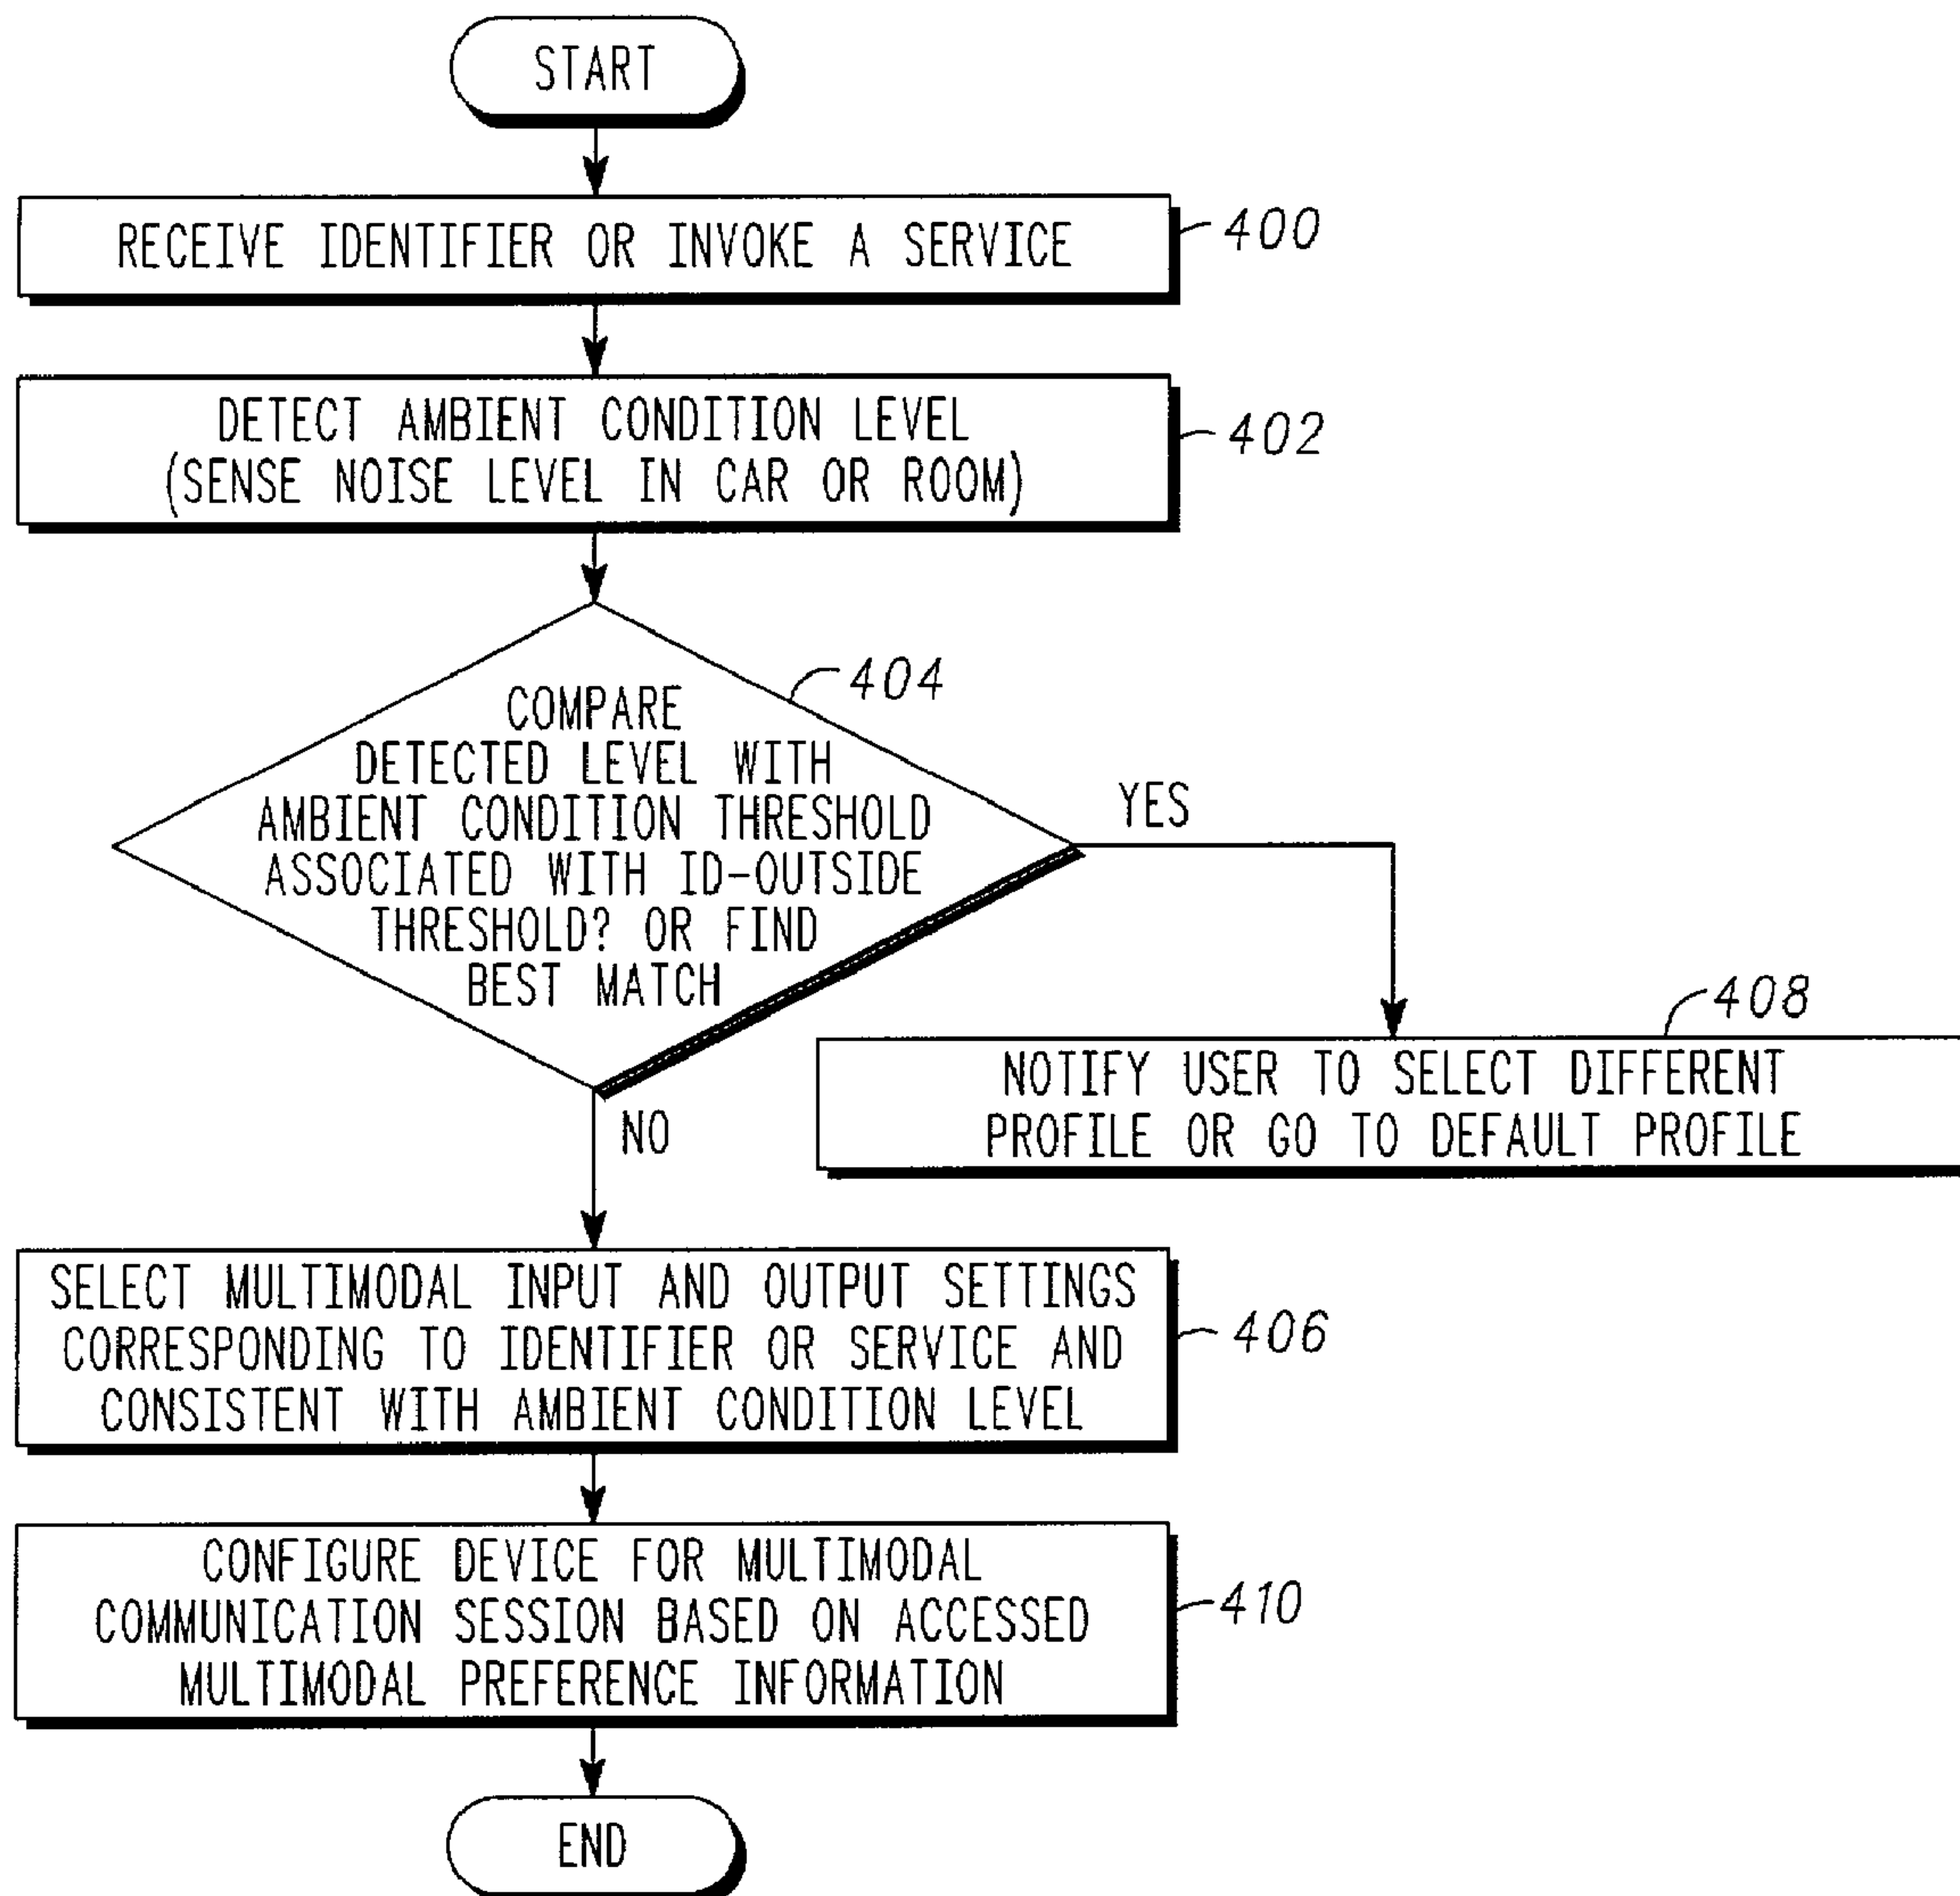 START
RECEIVE IDENTIFIER OR INVOKE A SERVICE
400
DETECT AMBIENT CONDITION LEVEL
(SENSE NOISE LEVEL IN CAR OR ROOM)
402
404
COMPARE
DETECTED LEVEL WITH
AMBIENT CONDITION THRESHOLD
ASSOCIATED WITH ID-OUTSIDE
THRESHOLD? OR FIND
BEST MATCH
YES
NO
408
NOTIFY USER TO SELECT DIFFERENT
PROFILE OR GO TO DEFAULT PROFILE
SELECT MULTIMODAL INPUT AND OUTPUT SETTINGS
CORRESPONDING TO IDENTIFIER OR SERVICE AND
CONSISTENT WITH AMBIENT CONDITION LEVEL
406
CONFIGURE DEVICE FOR MULTIMODAL
COMMUNICATION SESSION BASED ON ACCESSED
MULTIMODAL PREFERENCE INFORMATION
410
END